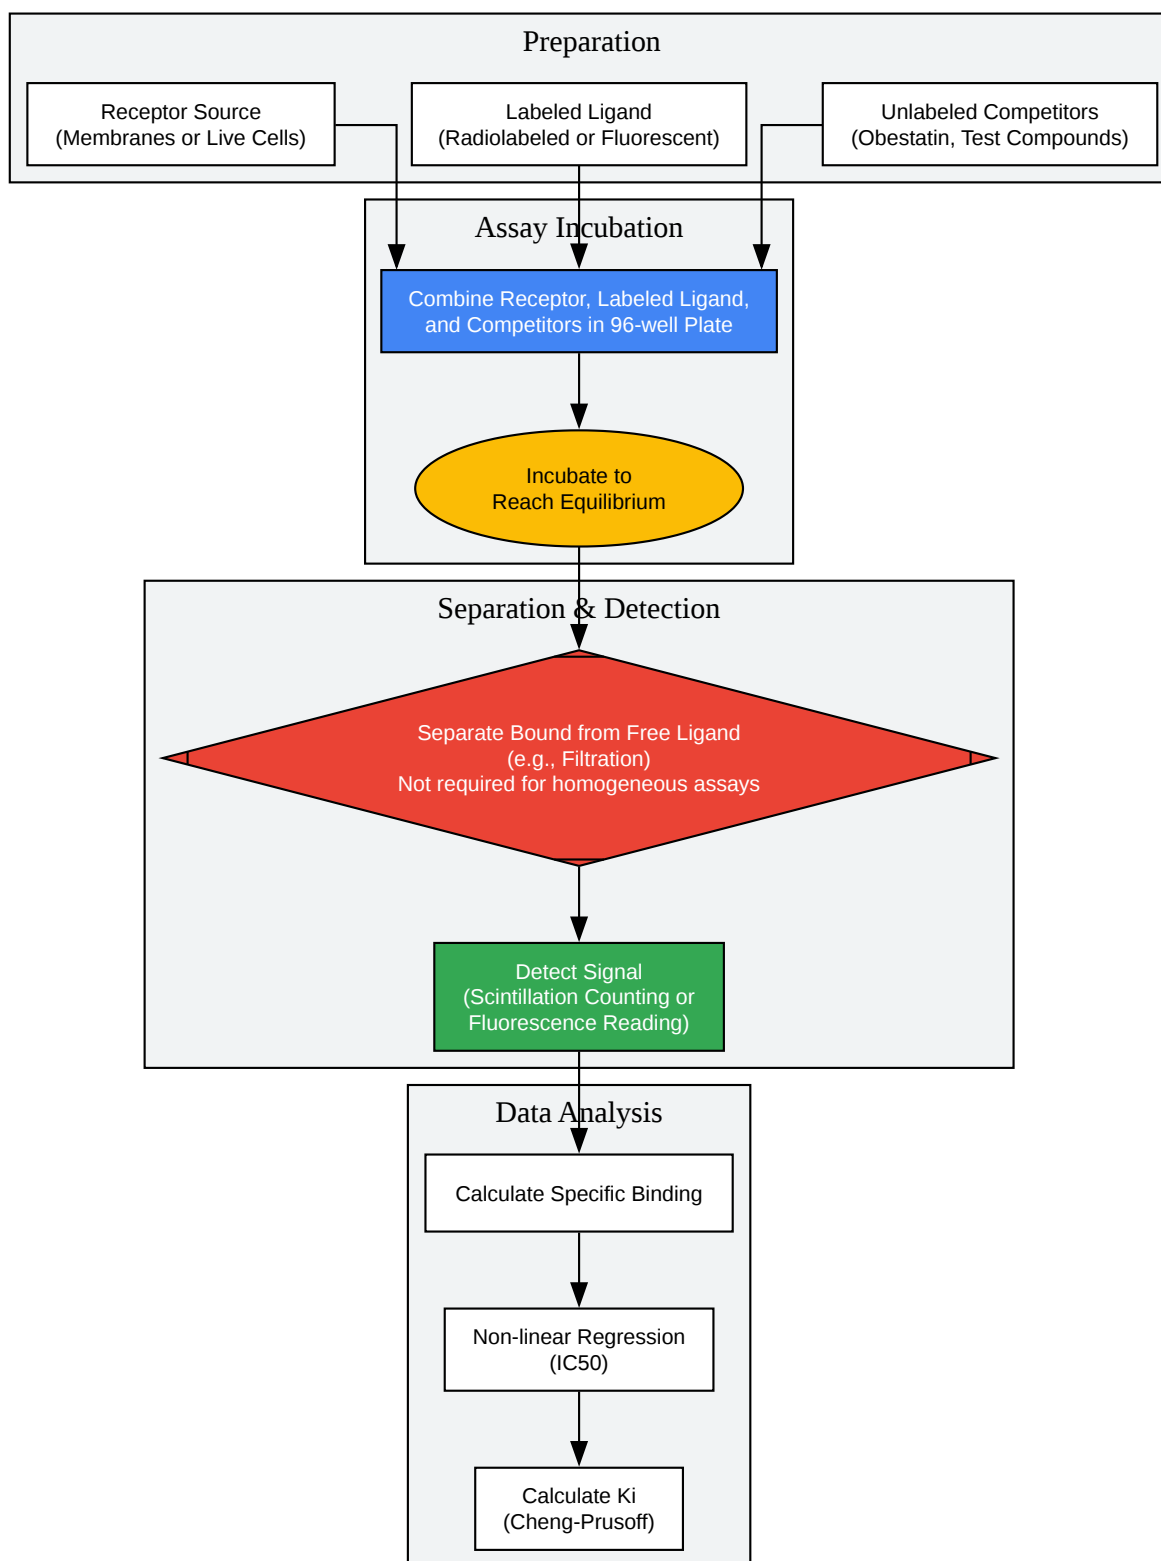 Preparation
Receptor Source
(Membranes or Live Cells)
Labeled Ligand
(Radiolabeled or Fluorescent)
Unlabeled Competitors
(Obestatin, Test Compounds)
Assay Incubation
Combine Receptor, Labeled Ligand,
and Competitors in 96-well Plate
Incubate to
Reach Equilibrium
Separation & Detection
Separate Bound from Free Ligand
(e.g., Filtration)
Not required for homogeneous assays
Detect Signal
(Scintillation Counting or
Fluorescence Reading)
Data Analysis
Calculate Specific Binding
Non-linear Regression
(IC50)
Calculate Ki
(Cheng-Prusoff)